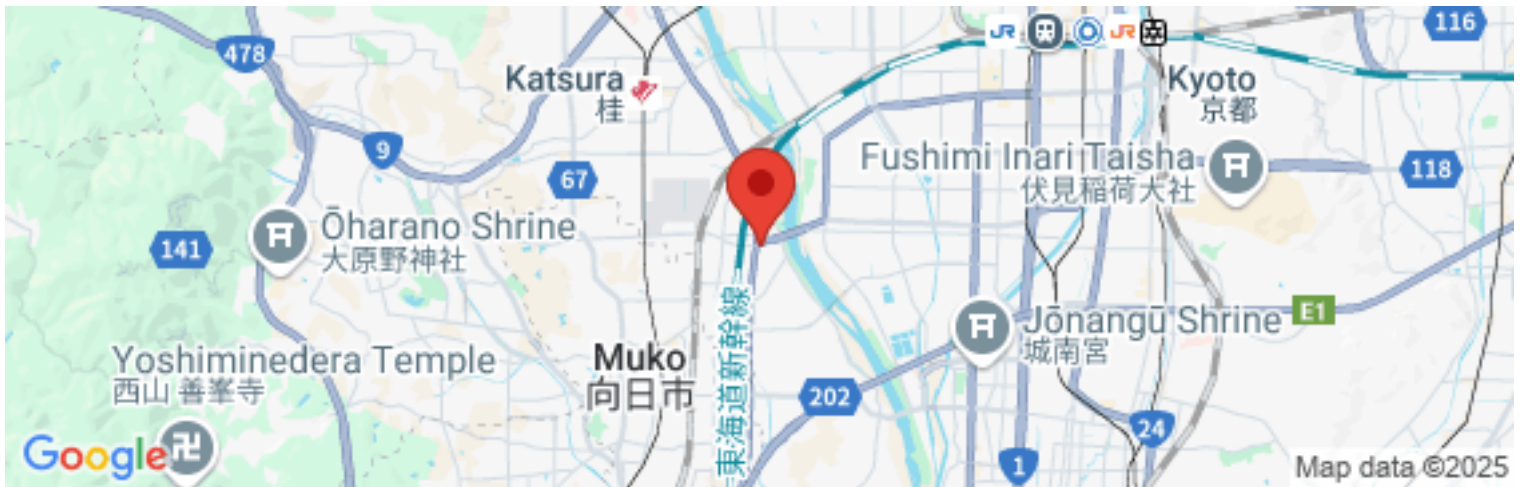 478
116
JR
JR
Katsura
桂
Kyoto
京都
9
67
Fushimi Inari Taisha
伏見稲荷大社
118
141
Ōharano Shrine
大原野神社
東海道新幹線
E1
Jōnangū Shrine
城南宮
Yoshiminedera Temple
西山 善峯寺
Muko
向日市
202
24
1
Google
Map data ©2025